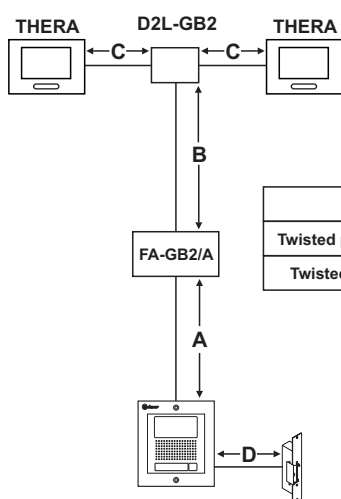 D2L-GB2
THERA
THERA
C
C
B
Twisted
FA-GB2/A
Twisted
A
D